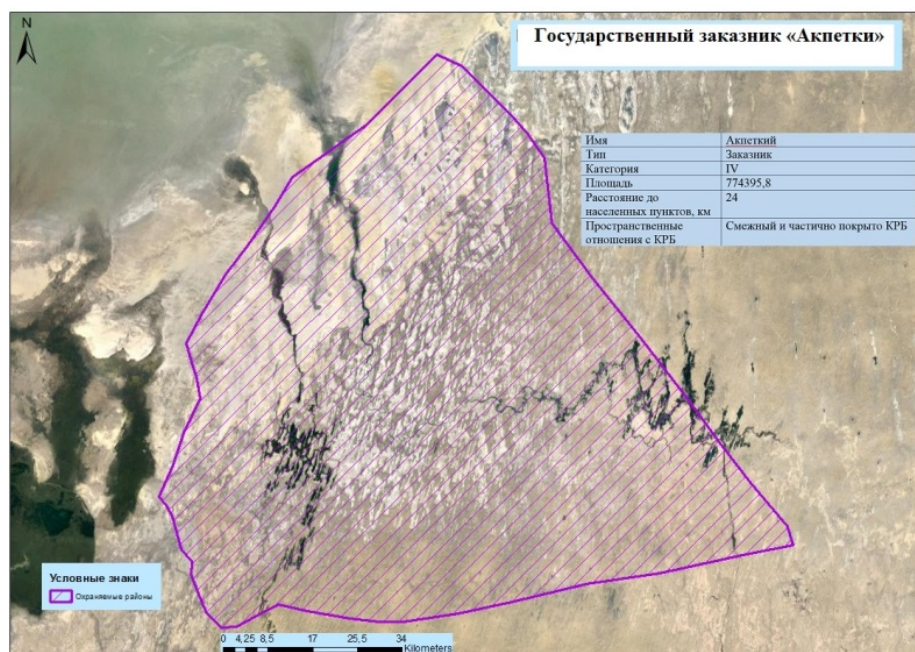 N
Государственный заказник «Акпетки»
Имя Акпеткий
Тип Заказник
Категория IV
Площадь 774395,8
Расстояние до населенных пунктов, км 24
Пространственные отношения с КРБ Смежный и частично покрыто КРБ
Условные знаки
Охраняемые районы
0 4,25 8,5 17 25,5 34
Kilometers